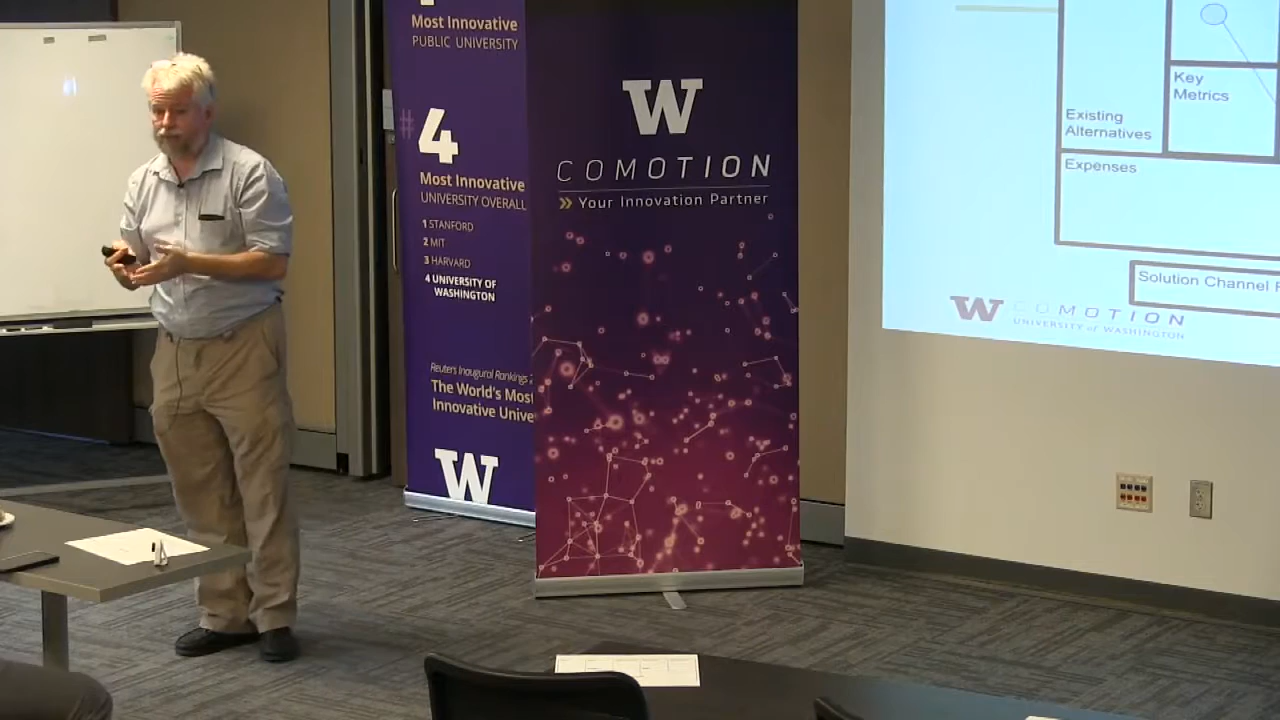 Most Innovative
PUBLIC UNIVERSITY
#4
Most Innovative
UNIVERSITY OVERALL
1 STANFORD
2 MIT
3 HARVARD
4 UNIVERSITY OF
WASHINGTON
Reuters Inaugural Rankings
The World's Most
Innovative
W
W
COMOTION
» Your Innovation Partner
Key
Metrics
Existing
Alternatives
Expenses
Solution Channel
W COMOTION
UNIVERSITY of WASHINGTON